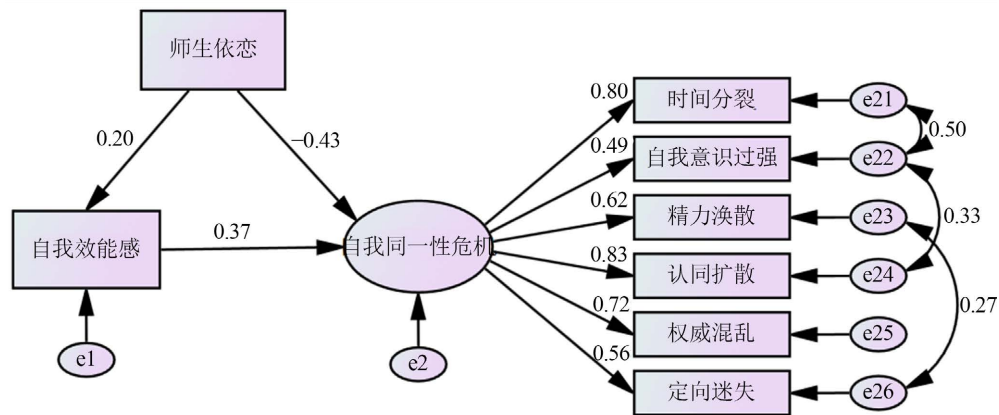 师生依恋
0.20
−0.43
自我效能感
0.37
自我同一性危机
e1
e2
0.80
时间分裂
e21
0.50
0.49
自我意识过强
e22
0.62
精力涣散
e23
0.33
0.83
认同扩散
e24
0.27
0.72
权威混乱
e25
0.56
定向迷失
e26